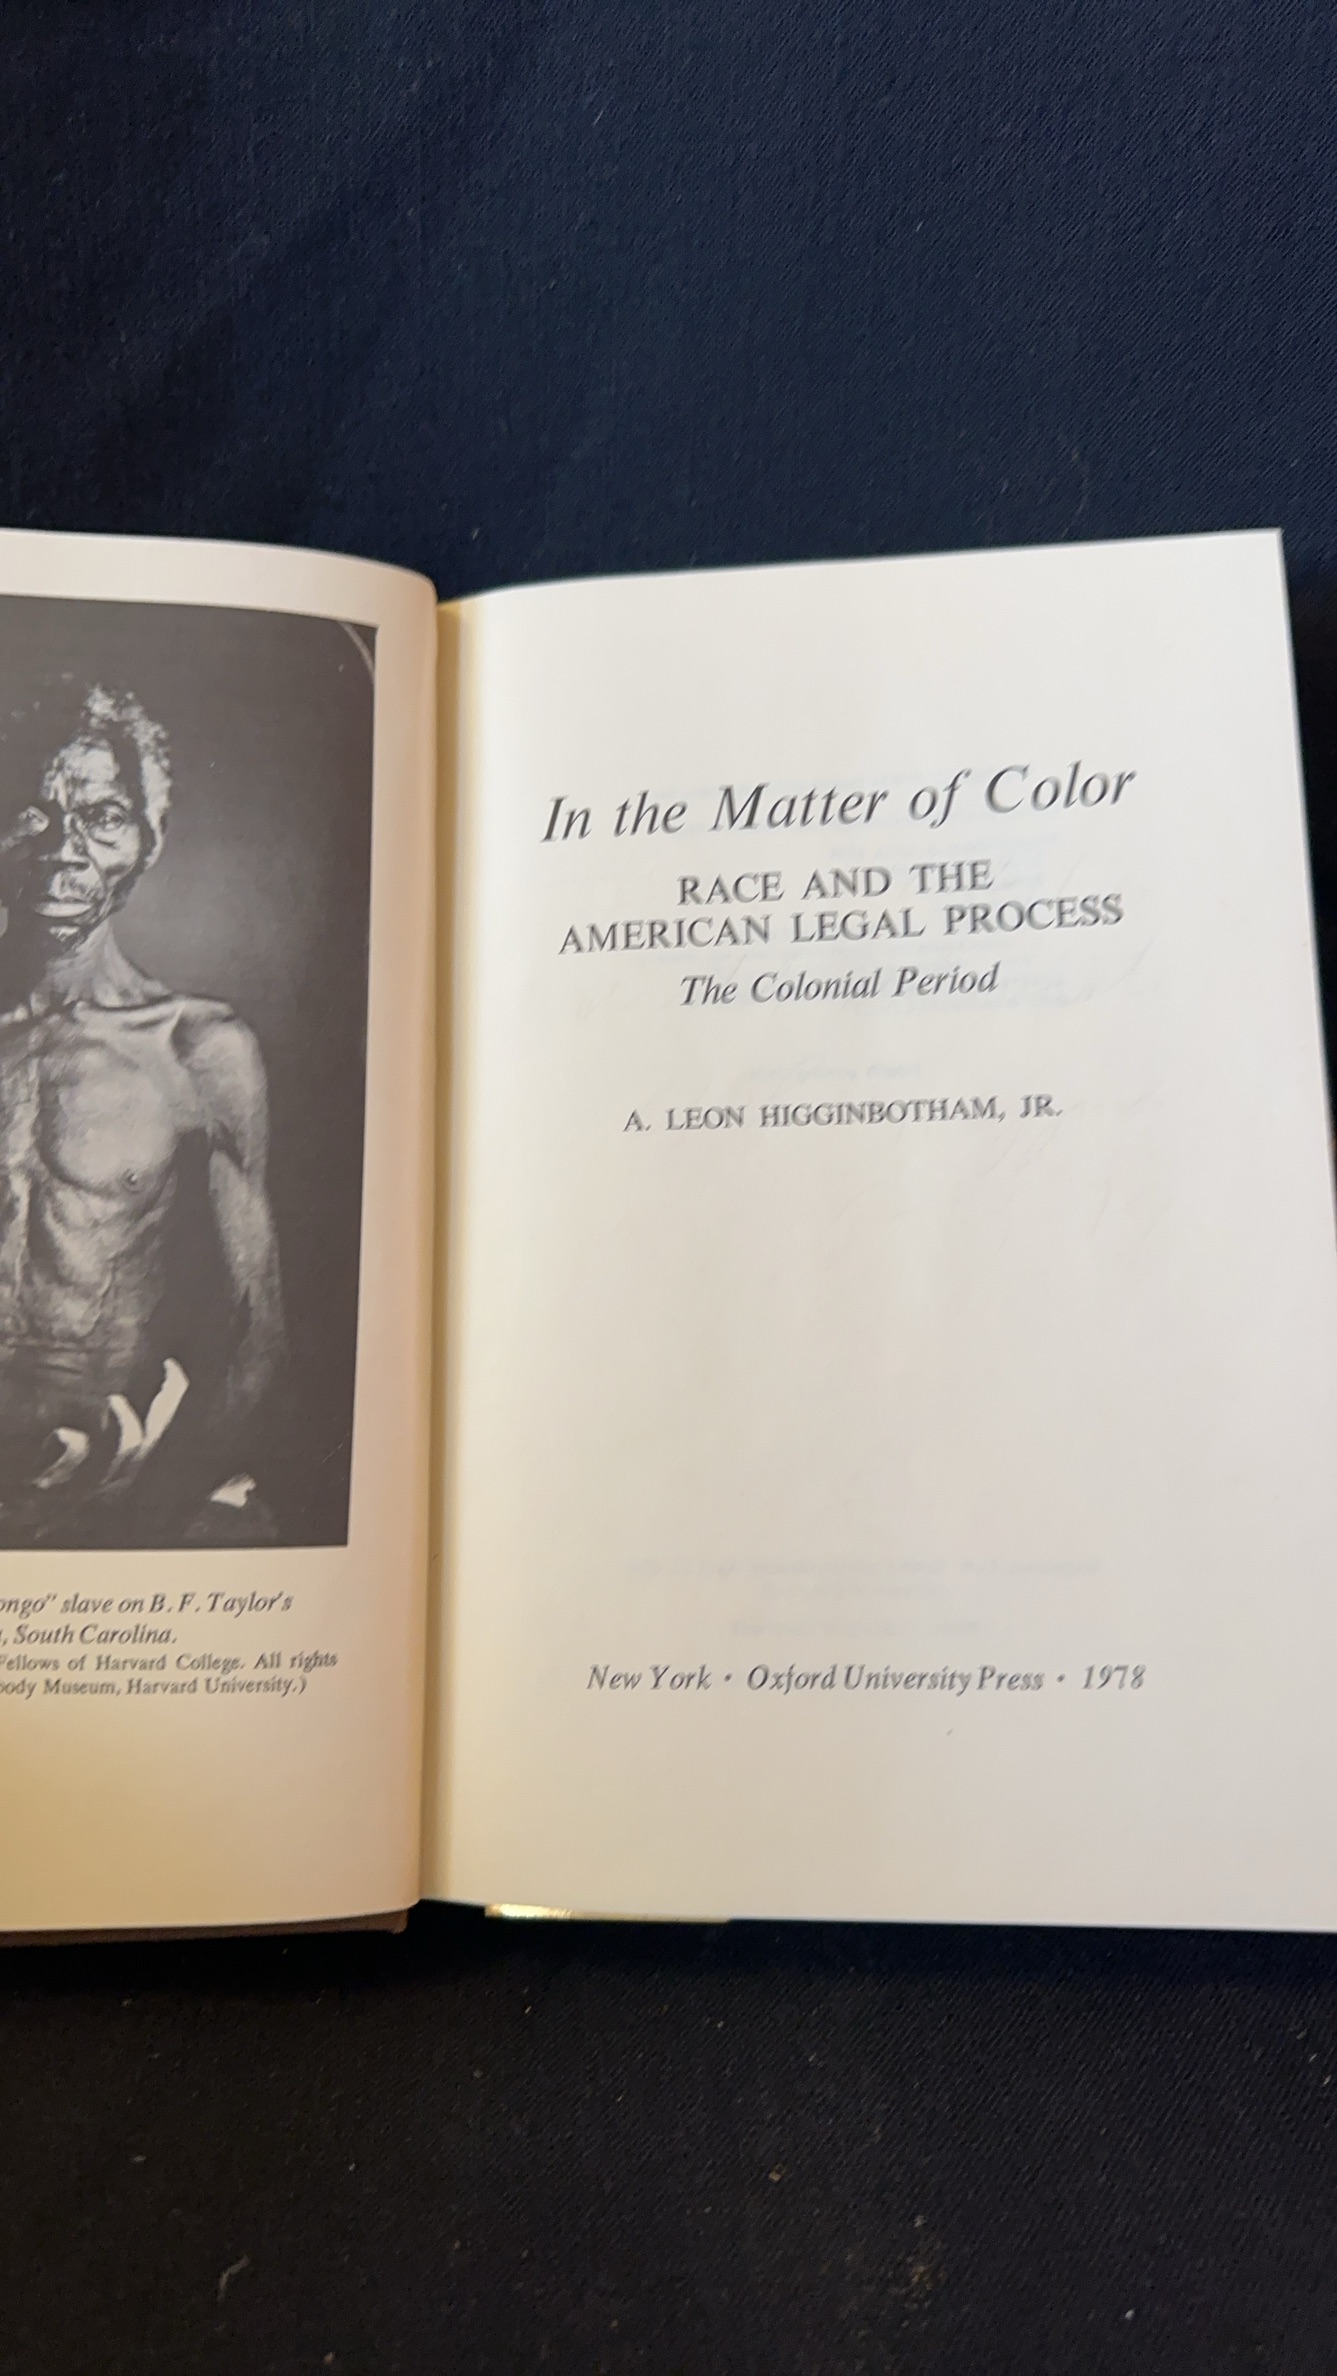 ongo" slave on B. F. Taylor's
, South Carolina.
Fellows of Harvard College. All rights
body Museum, Harvard University.)
In the Matter of Color
RACE AND THE
AMERICAN LEGAL PROCESS
The Colonial Period
A. LEON HIGGINBOTHAM, JR.
New York · Oxford University Press · 1978